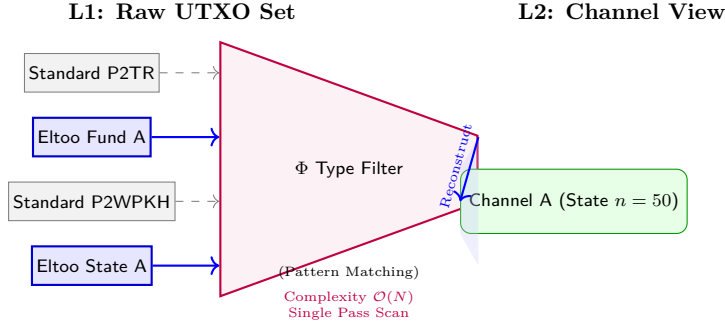 L1: Raw UTXO Set
L2: Channel View
Standard P2TR
Eltoo Fund A
Standard P2WPKH
Eltoo State A
Φ Type Filter
Reconstruct
Channel A (State n = 50)
(Pattern Matching)
Complexity O(N)
Single Pass Scan